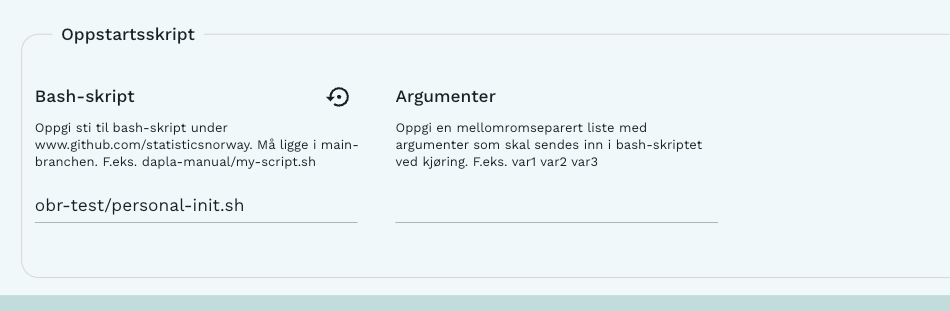 Oppstartsskript
Bash-skript
Oppgi sti til bash-skript under
www.github.com/statisticsnorway. Må ligge i main-
branchen. F.eks. dapla-manual/my-script.sh
obr-test/personal-init.sh
Argumenter
Oppgi en mellomromseparert liste med
argumenter som skal sendes inn i bash-skriptet
ved kjøring. F.eks. var1 var2 var3